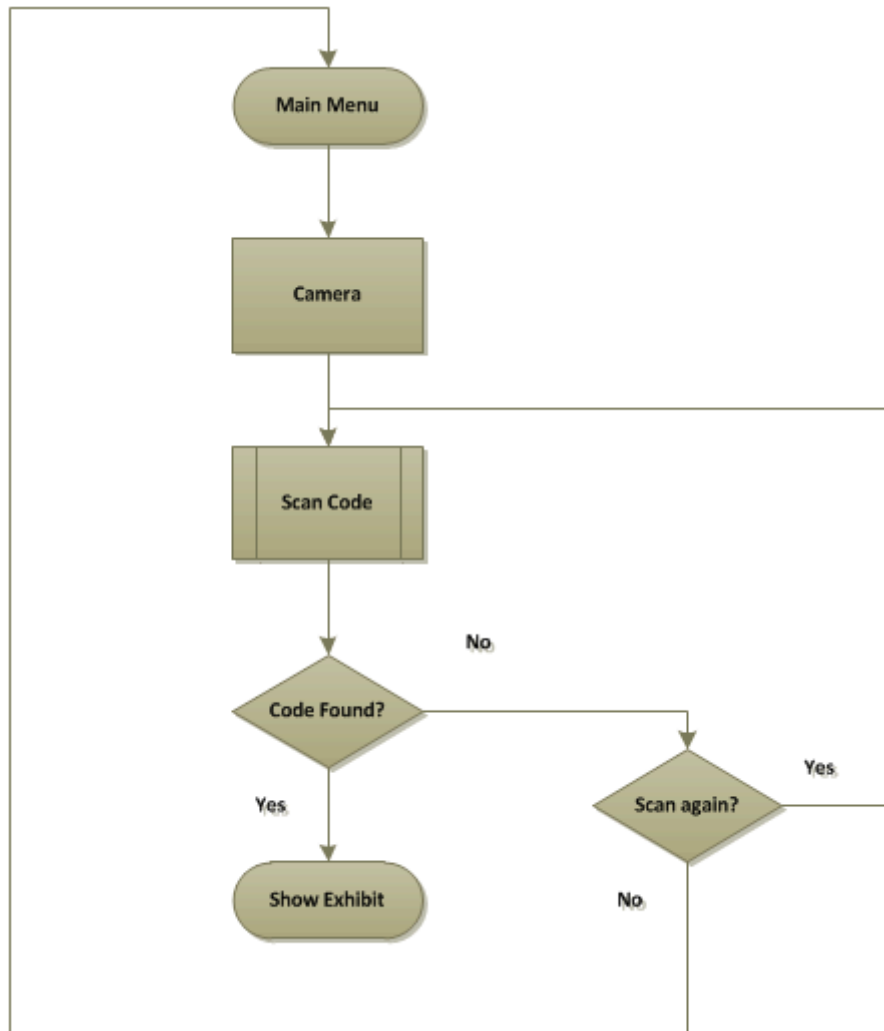 Main Menu
Camera
Scan Code
No
Code Found?
Yes
Scan again?
Yes
Show Exhibit
No